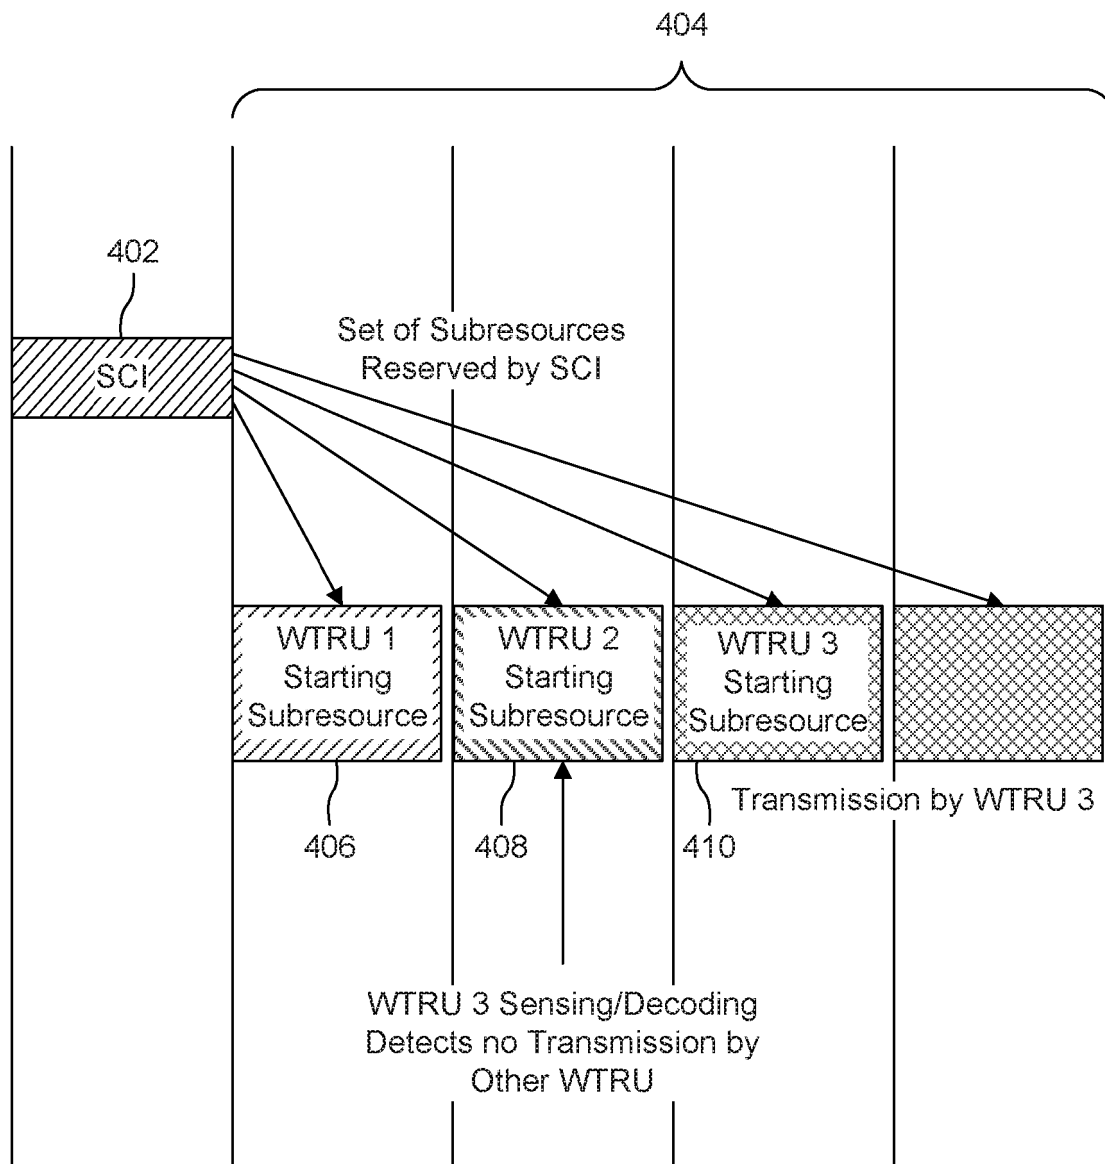 404
402
Set of Subresources
Reserved by SCI
SCI
WTRU 1
Starting
Subresource
WTRU 2
Starting
Subresource
WTRU 3
Starting
Subresource
Transmission by WTRU 3
406
408
410
WTRU 3 Sensing/Decoding
Detects no Transmission by
Other WTRU